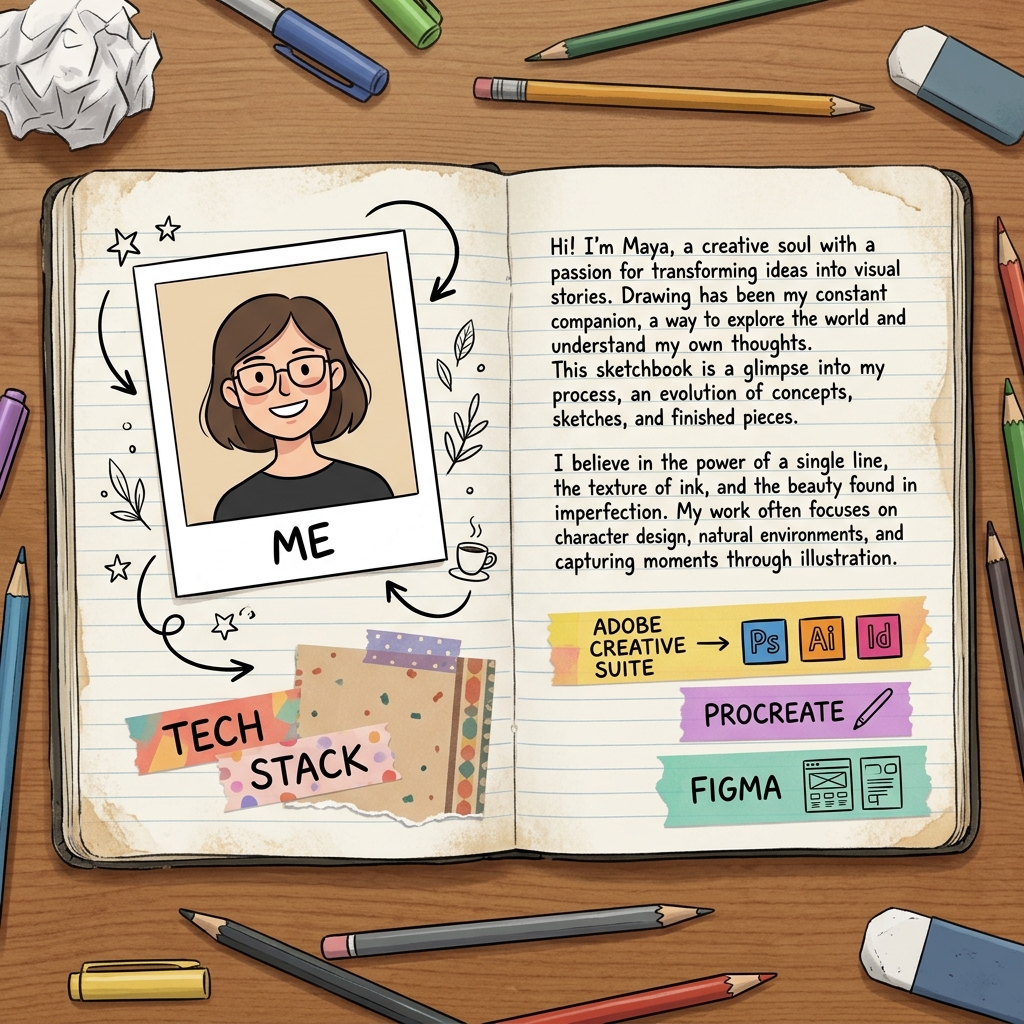 ME
TECH
STACK
Hi! I'm Maya, a creative soul with a
passion for transforming ideas into visual
stories. Drawing has been my constant
companion, a way to explore the world and
understand my own thoughts.
This sketchbook is a glimpse into my
process, an evolution of concepts,
sketches, and finished pieces.
I believe in the power of a single line,
the texture of ink, and the beauty found in
imperfection. My work often focuses on
character design, natural environments, and
capturing moments through illustration.
ADOBE
CREATIVE
SUITE → Ps Ai Id
PROCREATE
FIGMA